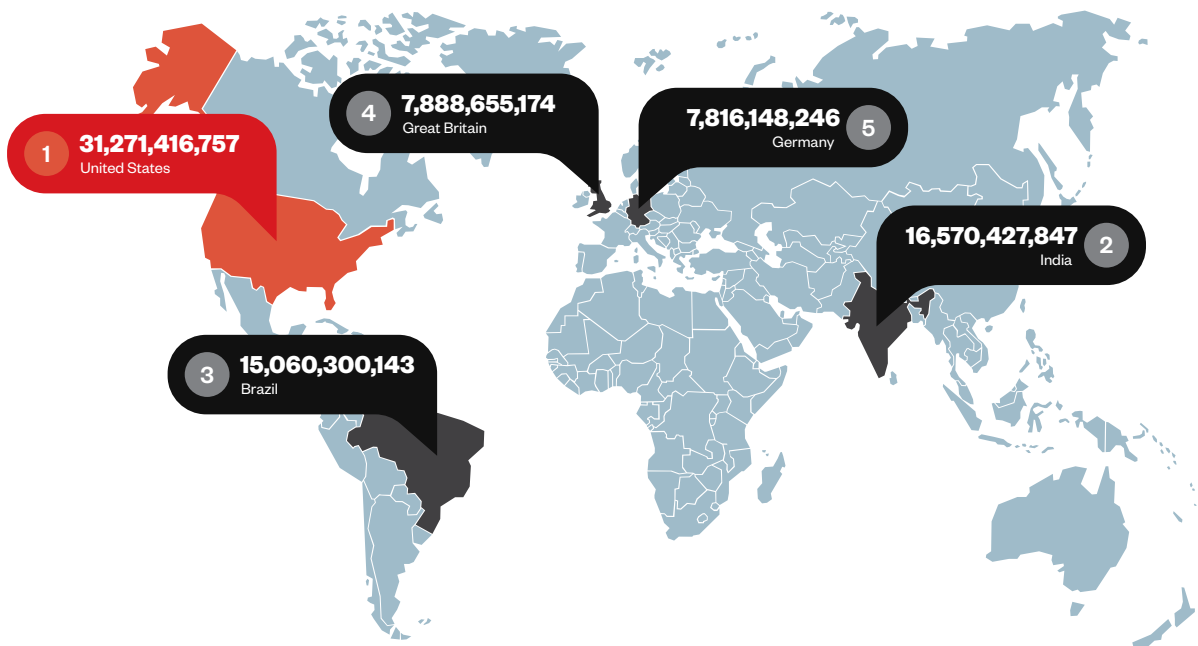 1
31,271,416,757
United States
4
7,888,655,174
Great Britain
7,816,148,246
Germany
5
16,570,427,847
India
2
3
15,060,300,143
Brazil